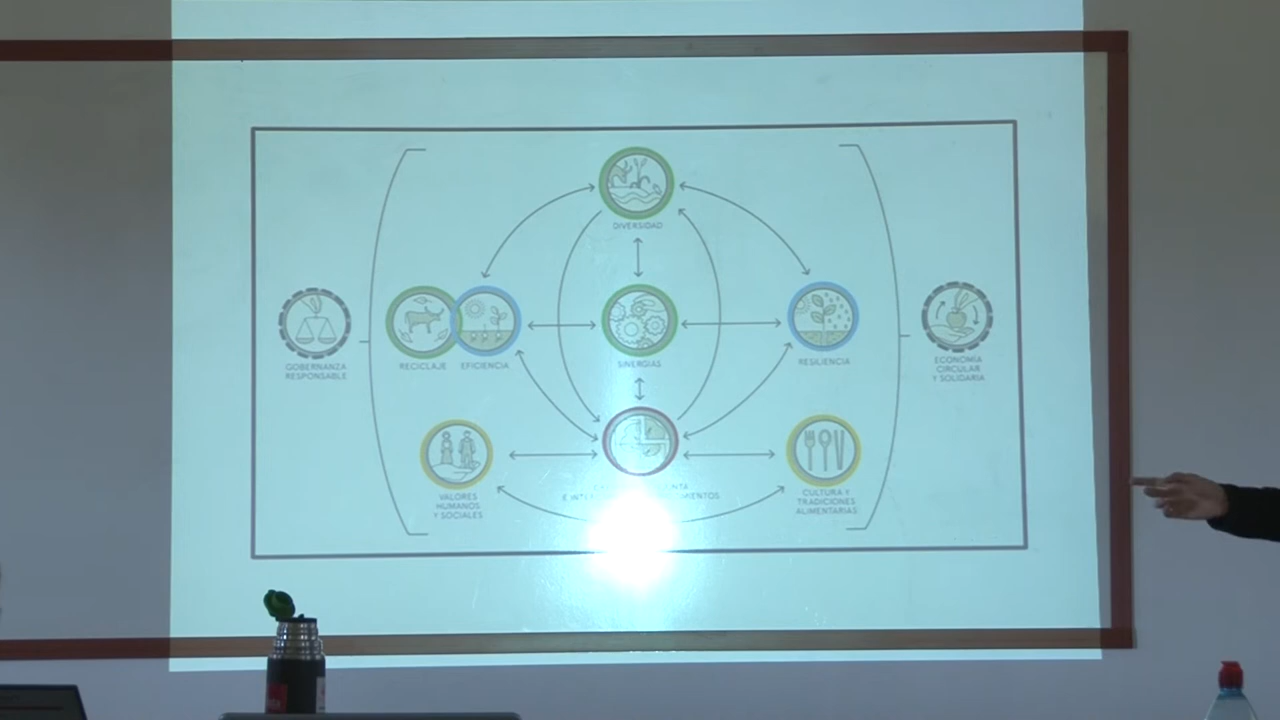 DIVERSIDAD
GOBERNANZA
RESPONSABLE
RECICLAJE
EFICIENCIA
SINERGIAS
RESILIENCIA
ECONOMÍA
CIRCULAR
Y SOLIDARIA
VALORES
HUMANOS
Y SOCIALES
CULTURA Y
TRADICIONES
ALIMENTARIAS